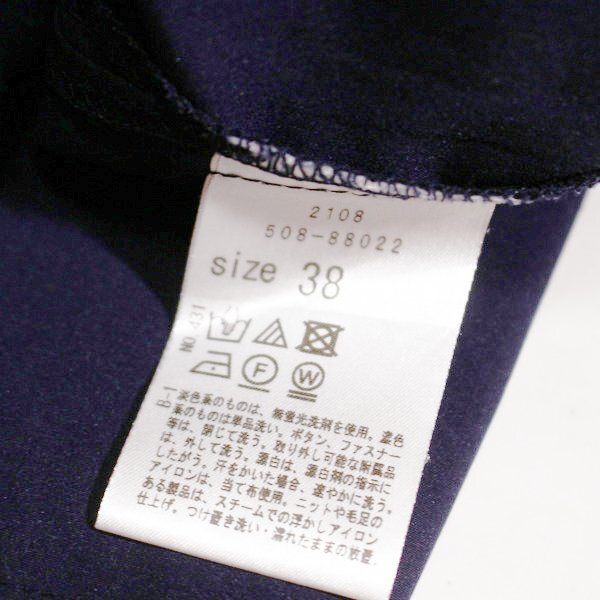 2108
508-88022
size 38
NO.431
F
W
B-1
淡色系のものは、無蛍光洗剤を使用。濃色
系のものは単品洗い。ボタン、ファスナー
等は、閉じて洗う。取り外し可能な附属品
は、外して洗う。漂白は、漂白剤の指示に
したがう。汗をかいた場合、速やかに洗う。
アイロンは、当て布使用。ニットや毛足の
ある製品は、スチームでの浮かしアイロン
仕上げ。つけ置き洗い・濡れたままの放置、